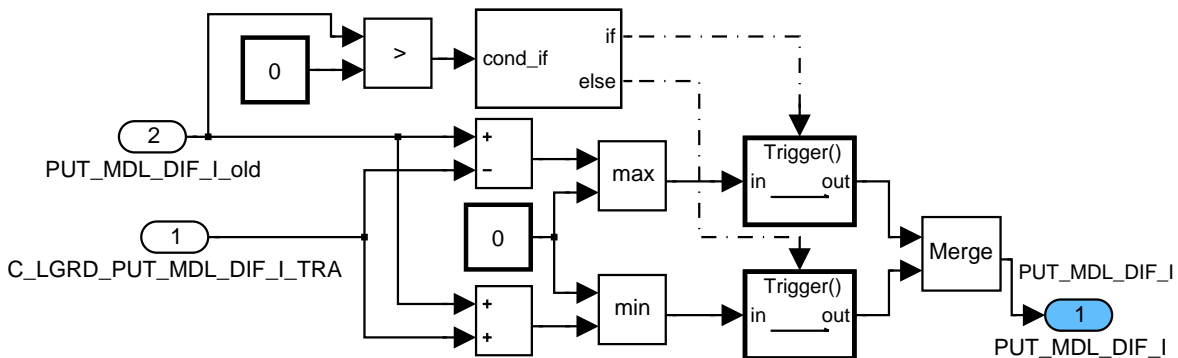 if
0
>
cond_if
else
2
PUT_MDL_DIF_I_old
+
−
max
Trigger()
in
out
0
1
C_LGRD_PUT_MDL_DIF_I_TRA
Merge
PUT_MDL_DIF_I
+
+
min
Trigger()
in
out
1
PUT_MDL_DIF_I